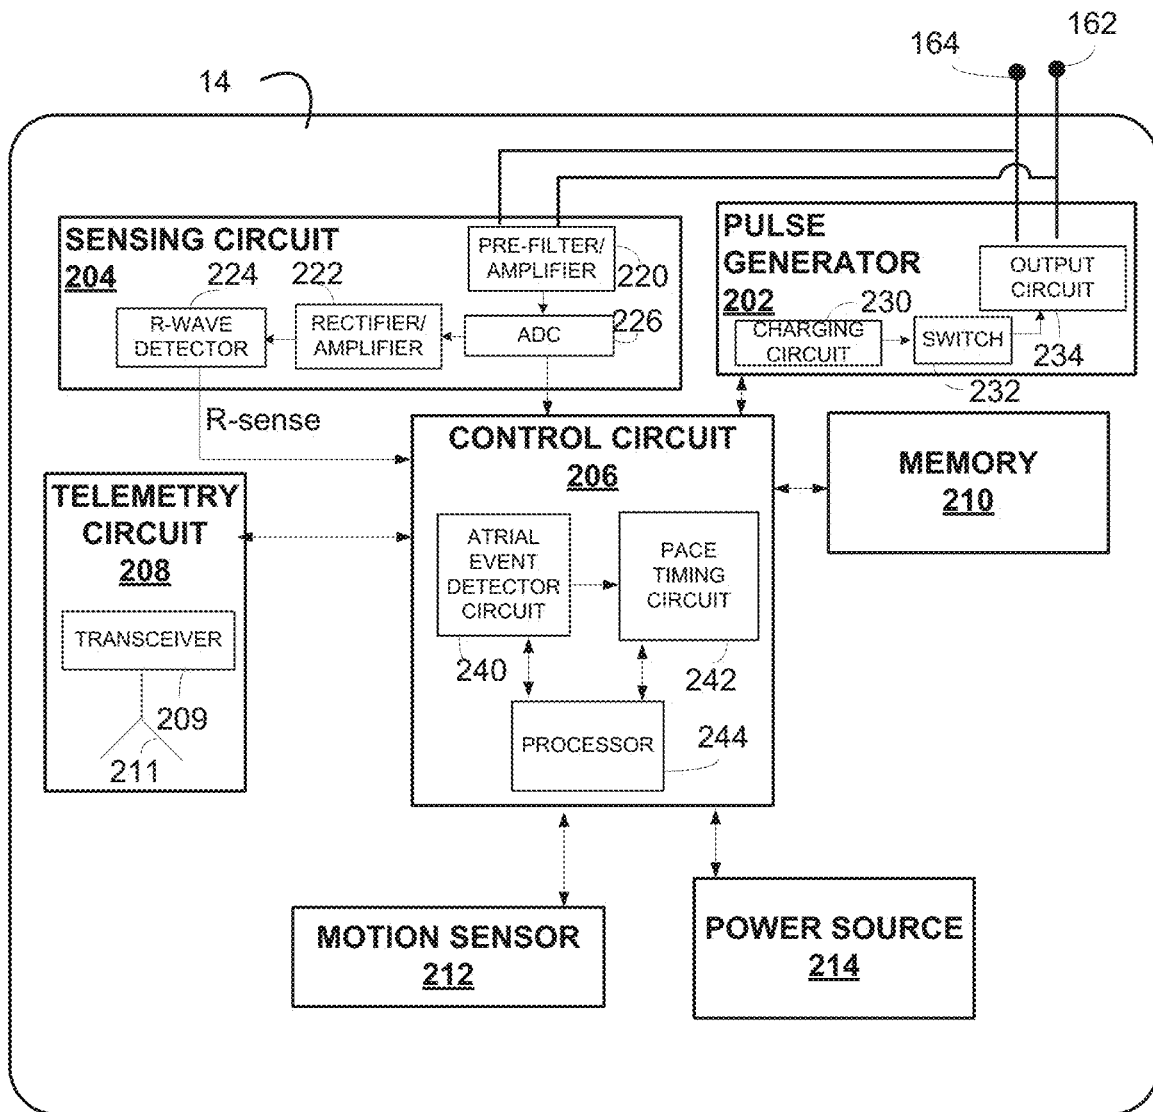 162
164
14
SENSING CIRCUIT
204
224
222
PRE-FILTER/
AMPLIFIER
220
R-WAVE
DETECTOR
RECTIFIER/
AMPLIFIER
ADC
226
PULSE
GENERATOR
202
230
OUTPUT
CIRCUIT
CHARGING
CIRCUIT
SWITCH
234
232
R-sense
CONTROL CIRCUIT
206
MEMORY
210
TELEMETRY
CIRCUIT
208
TRANSCEIVER
209
211
ATRIAL
EVENT
DETECTOR
CIRCUIT
240
PACE
TIMING
CIRCUIT
242
PROCESSOR
244
MOTION SENSOR
212
POWER SOURCE
214